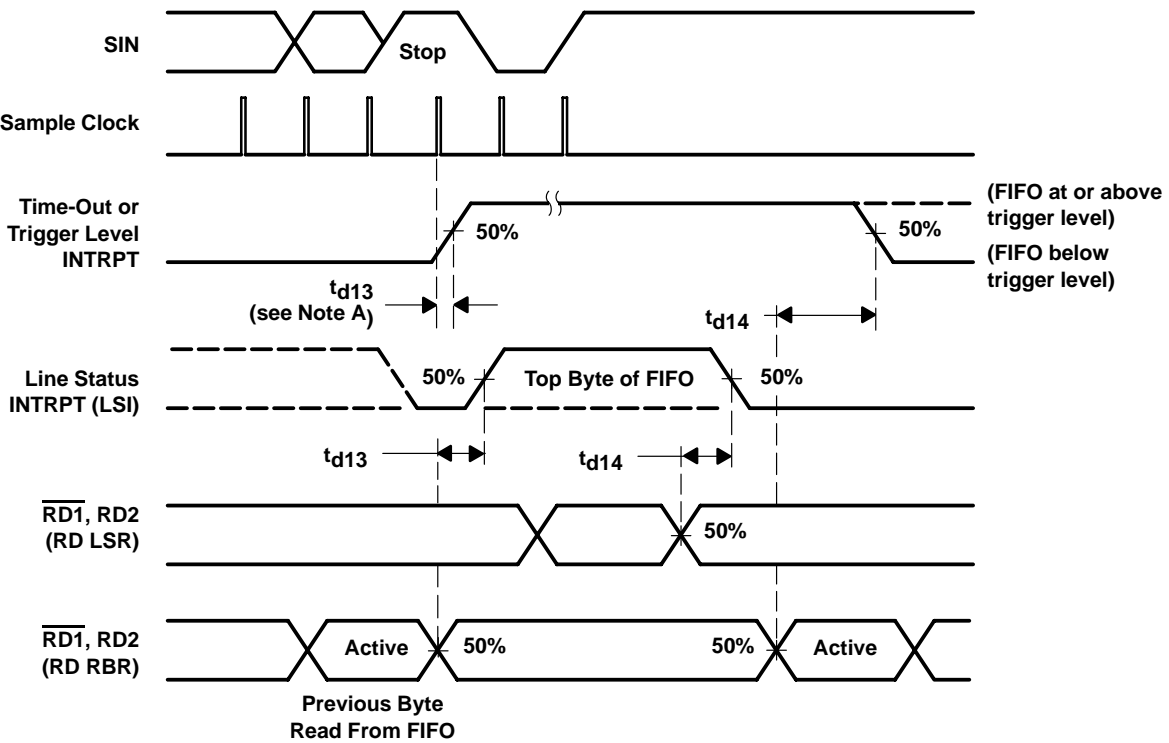 SIN
Stop
Sample Clock
Time-Out or
Trigger Level
INTRPT
50%
50%
(FIFO at or above
trigger level)
(FIFO below
trigger level)
td13
(see Note A)
td14
Line Status
INTRPT (LSI)
50%
Top Byte of FIFO
50%
td13
td14
RD1, RD2
(RD LSR)
50%
RD1, RD2
(RD RBR)
Active
50%
50%
Active
Previous Byte
Read From FIFO